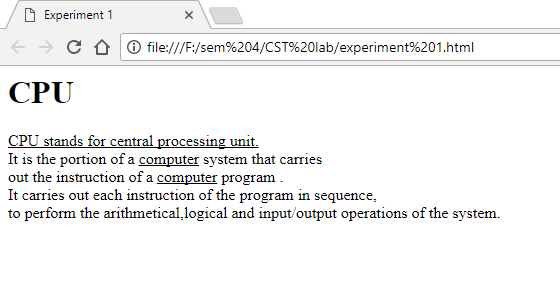 Experiment 1
file:///F:/sem%204/CST%20lab/experiment%201.html
CPU
CPU stands for central processing unit.
It is the portion of a computer system that carries
out the instruction of a computer program .
It carries out each instruction of the program in sequence,
to perform the arithmetical,logical and input/output operations of the system.